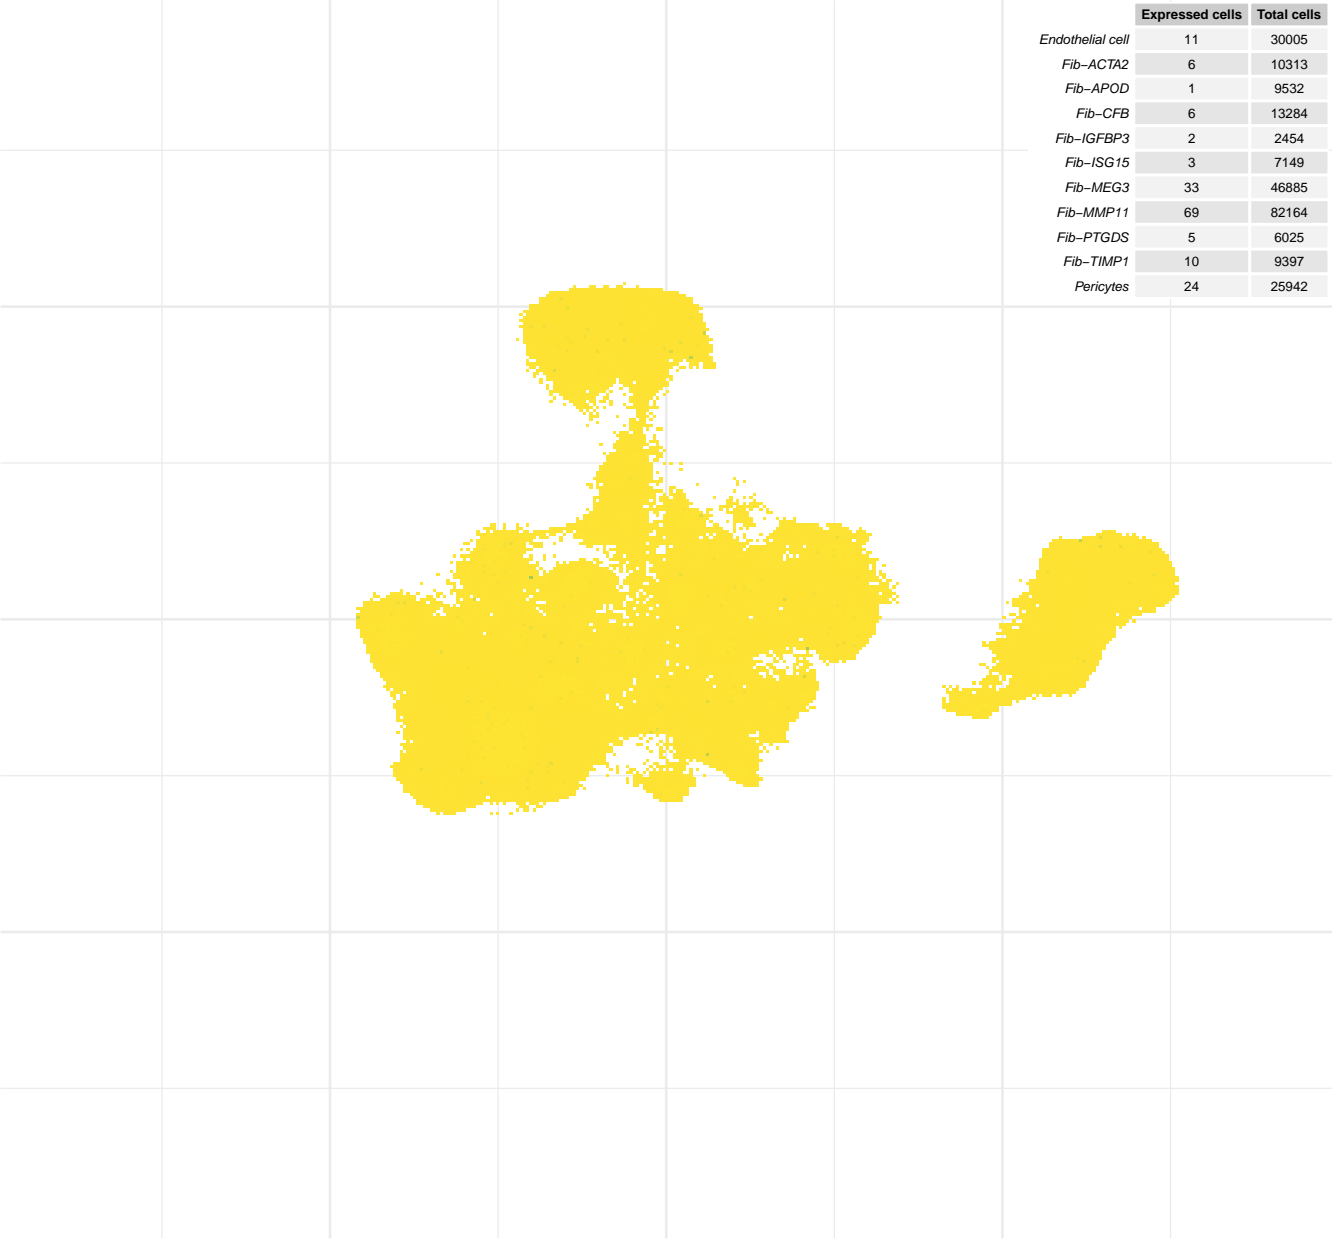 Expressed cells Total cells
Endothelial cell 11 30005
Fib−ACTA2 6 10313
Fib−APOD 1 9532
Fib−CFB 6 13284
Fib−IGFBP3 2 2454
Fib−ISG15 3 7149
Fib−MEG3 33 46885
Fib−MMP11 69 82164
Fib−PTGDS 5 6025
Fib−TIMP1 10 9397
Pericytes 24 25942